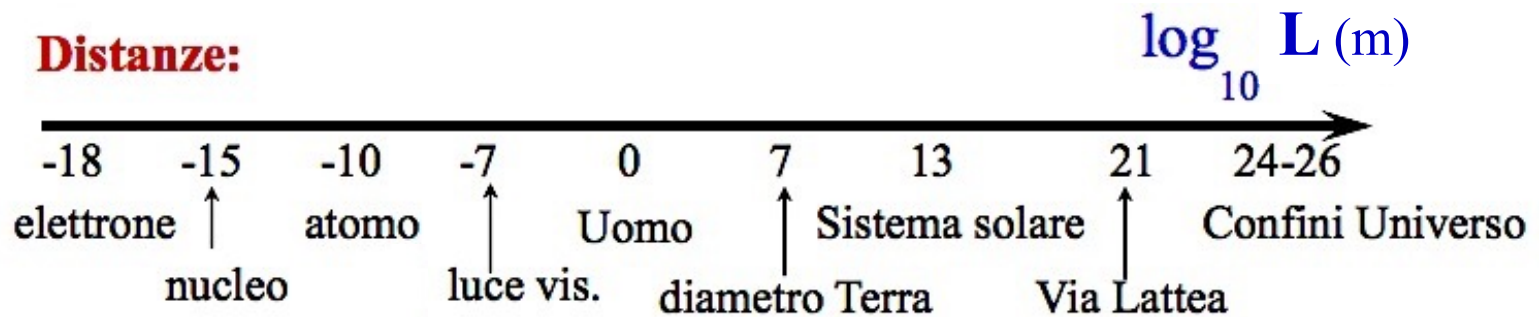 Distanze:
log₁₀ L (m)
-18 -15 -10 -7 0 7 13 21 24-26
elettrone atomo Uomo Sistema solare Confini Universo
nucleo luce vis. diametro Terra Via Lattea